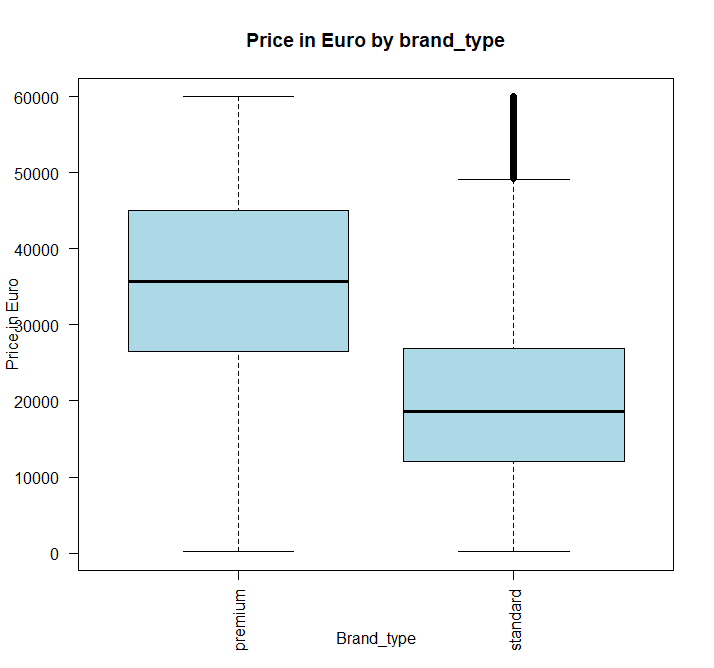 Price in Euro by brand_type
Price in Euro
60000
50000
40000
30000
20000
10000
0
premium
standard
Brand_type